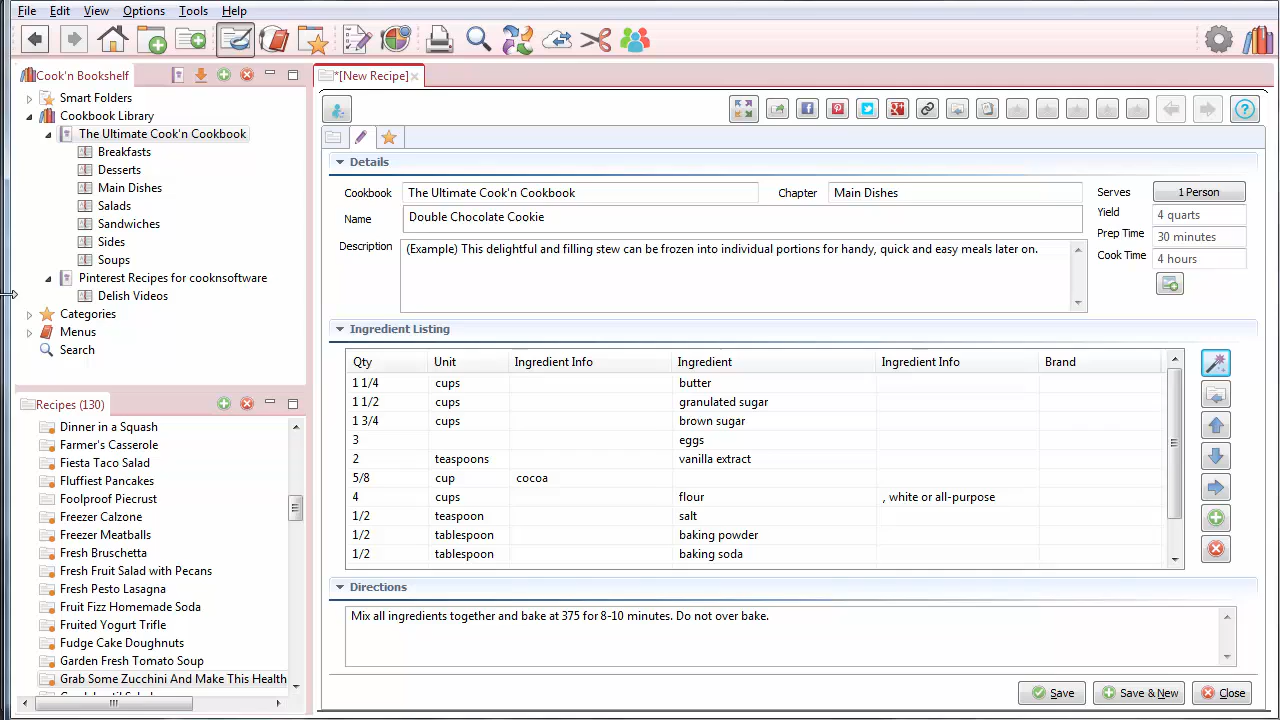 File Edit View Options Tools Help
Cook'n Bookshelf
*[New Recipe]
Smart Folders
Cookbook Library
The Ultimate Cook'n Cookbook
Breakfasts
Desserts
Main Dishes
Salads
Sandwiches
Sides
Soups
Pinterest Recipes for cooknsoftware
Delish Videos
Categories
Menus
Search
Recipes (130)
Dinner in a Squash
Farmer's Casserole
Fiesta Taco Salad
Fluffiest Pancakes
Foolproof Piecrust
Freezer Calzone
Freezer Meatballs
Fresh Bruschetta
Fresh Fruit Salad with Pecans
Fresh Pesto Lasagna
Fruit Fizz Homemade Soda
Fruited Yogurt Trifle
Fudge Cake Doughnuts
Garden Fresh Tomato Soup
Grab Some Zucchini And Make This Health
Details
Cookbook The Ultimate Cook'n Cookbook Chapter Main Dishes Serves 1 Person
Name Double Chocolate Cookie Yield 4 quarts
Prep Time 30 minutes
Description (Example) This delightful and filling stew can be frozen into individual portions for handy, quick and easy meals later on. Cook Time 4 hours
Ingredient Listing
Qty Unit Ingredient Info Ingredient Ingredient Info Brand
1 1/4 cups butter
1 1/2 cups granulated sugar
1 3/4 cups brown sugar
3 eggs
2 teaspoons vanilla extract
5/8 cup cocoa
4 cups flour , white or all-purpose
1/2 teaspoon salt
1/2 tablespoon baking powder
1/2 tablespoon baking soda
Directions
Mix all ingredients together and bake at 375 for 8-10 minutes. Do not over bake.
Save Save & New Close